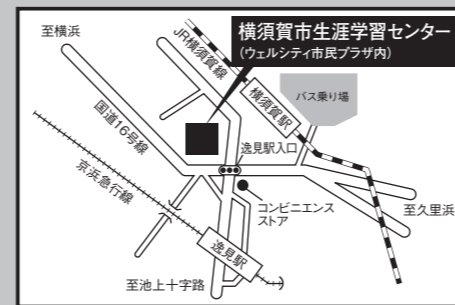 横須賀市生涯学習センター
(ウェルシティ市民プラザ内)
至横浜
JR横須賀線
バス乗り場
横須賀駅
国道16号線
逸見駅入口
京浜急行線
コンビニエンス
ストア
至久里浜
逸見駅
至池上十字路